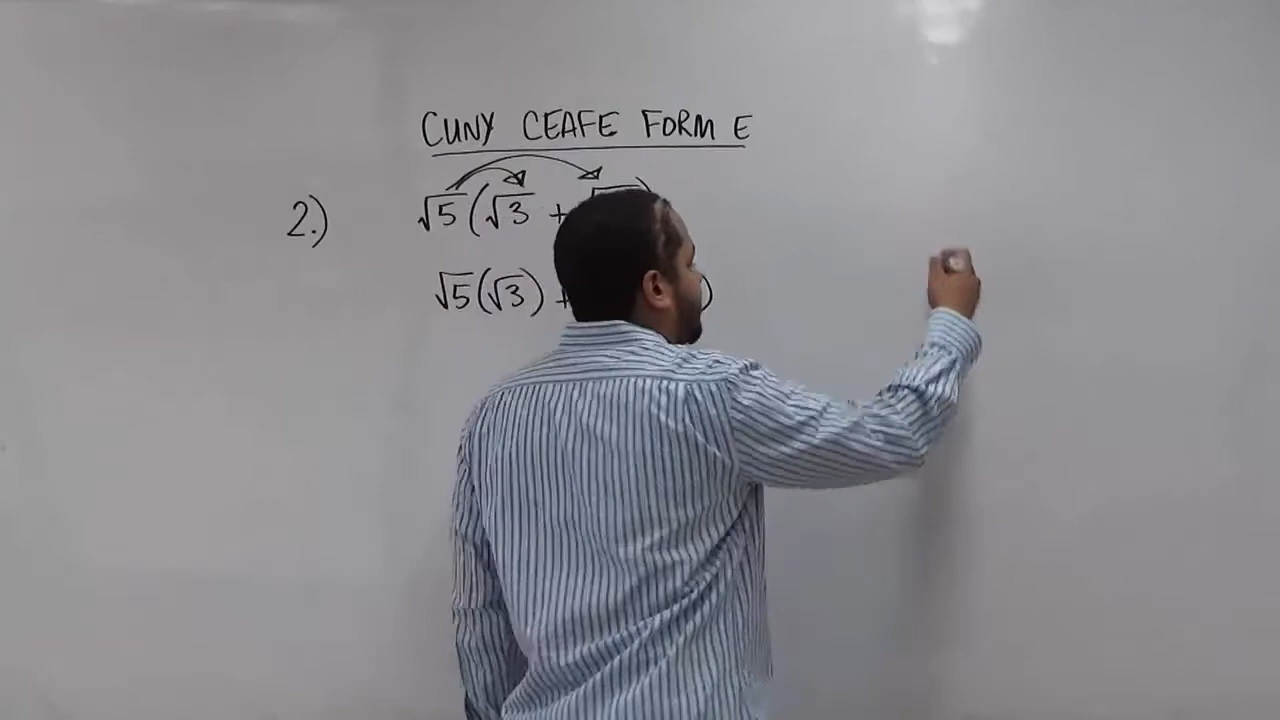 CUNY CEAFE FORM E
2.) √5(√3 + √ )
√5(√3) + )